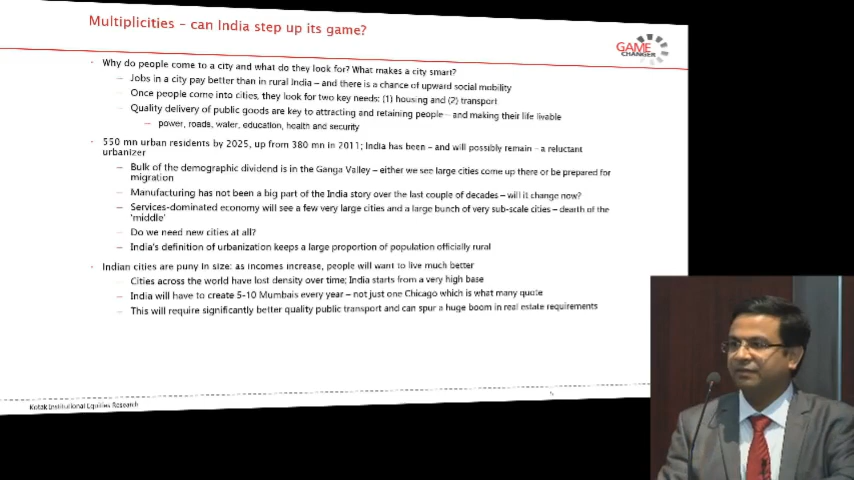 Multiplicities – can India step up its game?
GAME
CHANGER
Why do people come to a city and what do they look for? What makes a city smart?
– Jobs in a city pay better than in rural India – and there is a chance of upward social mobility
– Once people come into cities, they look for two key needs: (1) housing and (2) transport
– Quality delivery of public goods are key to attracting and retaining people – and making their life livable
– power, roads, water, education, health and security
550 mn urban residents by 2025, up from 380 mn in 2011; India has been – and will possibly remain – a reluctant
urbanizer
– Bulk of the demographic dividend is in the Ganga Valley – either we see large cities come up there or be prepared for
migration
– Manufacturing has not been a big part of the India story over the last couple of decades – will it change now?
– Services-dominated economy will see a few very large cities and a large bunch of very sub-scale cities – death of the
'middle'
– Do we need new cities at all?
– India's definition of urbanization keeps a large proportion of population officially rural
Indian cities are puny in size: as incomes increase, people will want to live much better
– Cities across the world have lost density over time; India starts from a very high base
– India will have to create 5-10 Mumbais every year – not just one Chicago which is what many quote
– This will require significantly better quality public transport and can spur a huge boom in real estate requirements
Kotak Institutional Equities Research